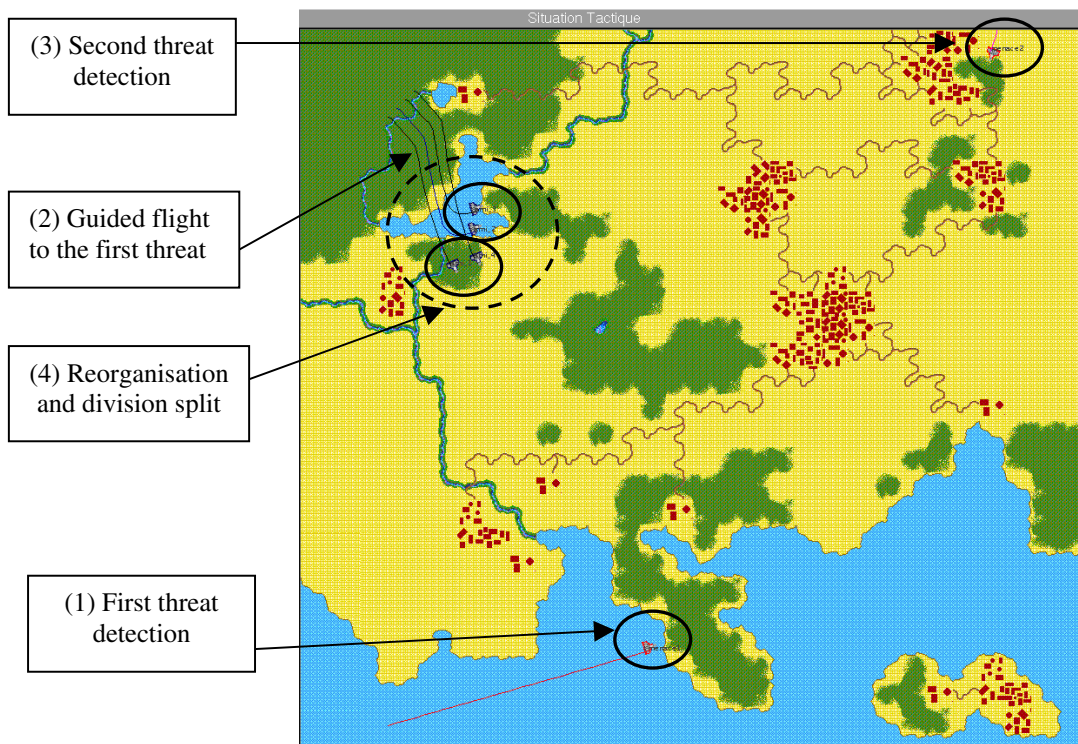 Situation Tactique
(3) Second threat
detection
menace2
(2) Guided flight
to the first threat
(4) Reorganisation
and division split
(1) First threat
detection